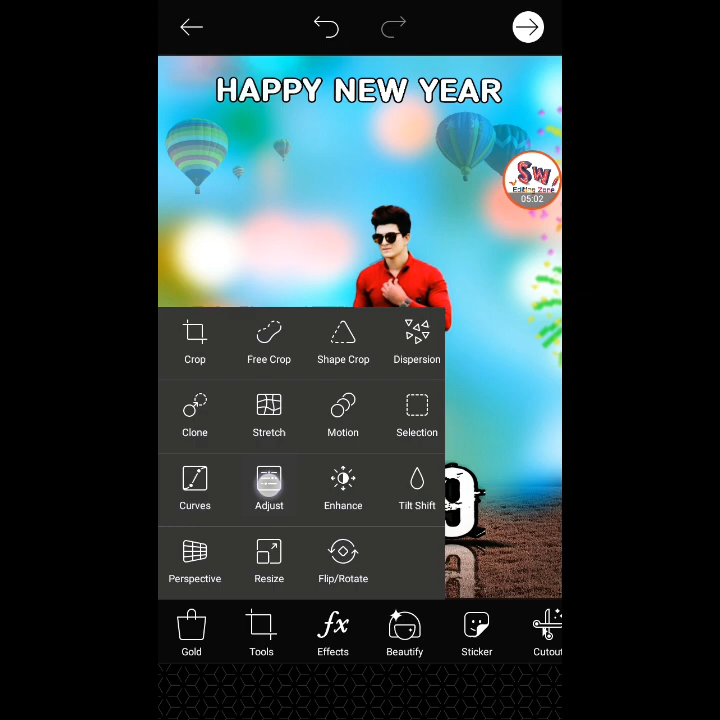 HAPPY NEW YEAR
SW
Editing Zone
05:02
Crop
Free Crop
Shape Crop
Dispersion
Clone
Stretch
Motion
Selection
Curves
Adjust
Enhance
Tilt Shift
Perspective
Resize
Flip/Rotate
Gold
Tools
fx
Effects
Beautify
Sticker
Cutout